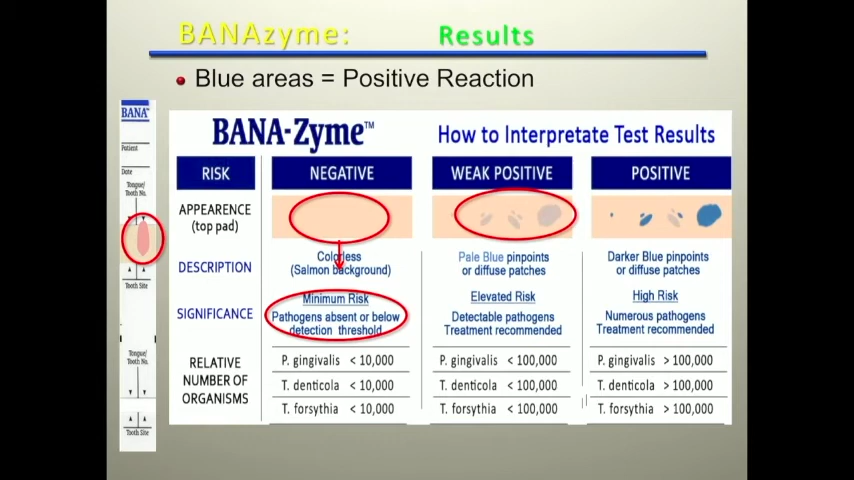 BANAzyme: Results
Blue areas = Positive Reaction
BANA™
Patient
Date
Tongue/
Tooth No.
Tooth Site
Tongue/
Tooth No.
Tooth Site
BANA-Zyme™ How to Interpretate Test Results
RISK NEGATIVE WEAK POSITIVE POSITIVE
APPEARENCE
(top pad)
DESCRIPTION
Colorless
(Salmon background)
Pale Blue pinpoints
or diffuse patches
Darker Blue pinpoints
or diffuse patches
SIGNIFICANCE
Minimum Risk
Pathogens absent or below
detection threshold
Elevated Risk
Detectable pathogens
Treatment recommended
High Risk
Numerous pathogens
Treatment recommended
RELATIVE
NUMBER OF
ORGANISMS
P. gingivalis < 10,000 P. gingivalis < 100,000 P. gingivalis > 100,000
T. denticola < 10,000 T. denticola < 100,000 T. denticola > 100,000
T. forsythia < 10,000 T. forsythia < 100,000 T. forsythia > 100,000